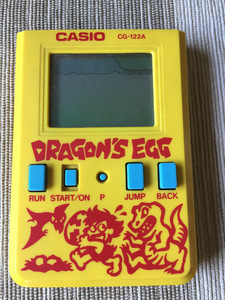 CASIO CG-122A
DRAGON'S EGG
RUN START/ON P JUMP BACK